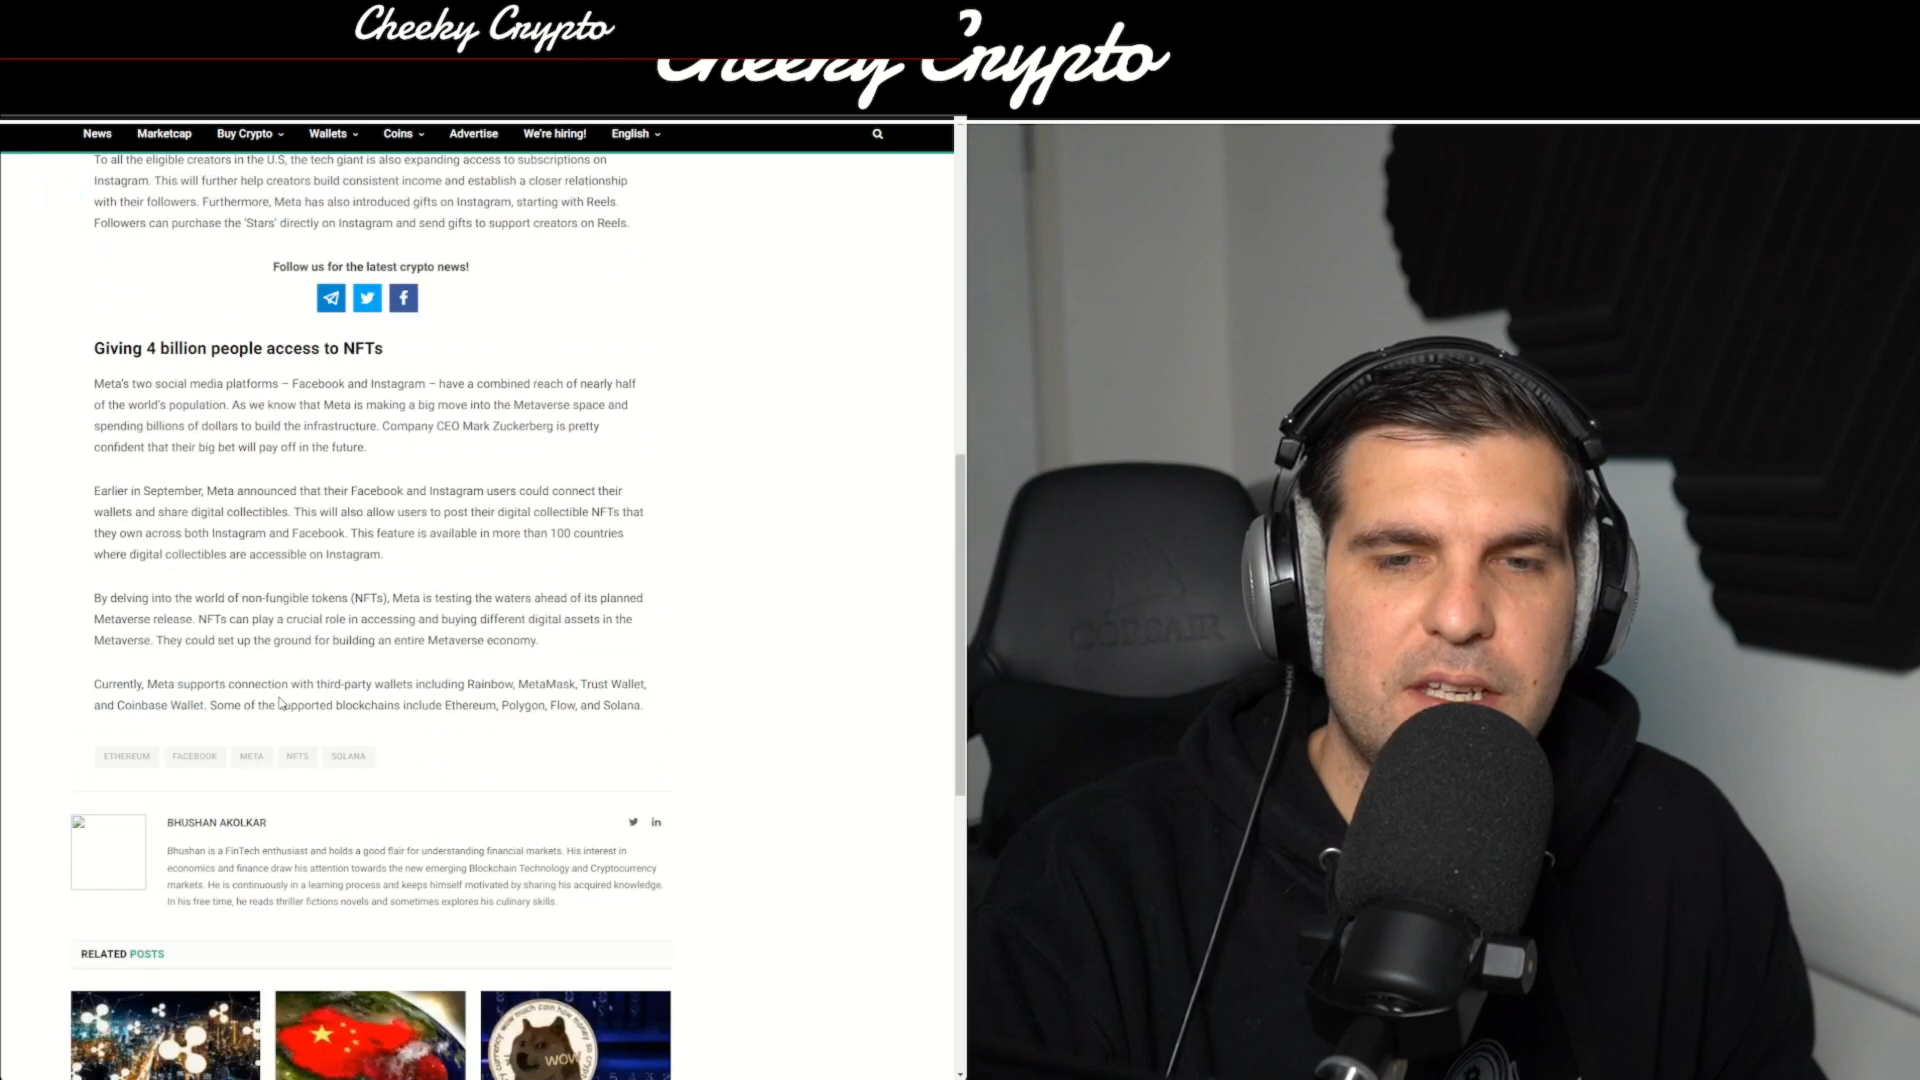 Cheeky Crypto
Cheeky Crypto
News Marketcap Buy Crypto Wallets Coins Advertise We're hiring! English
To all the eligible creators in the U.S, the tech giant is also expanding access to subscriptions on
Instagram. This will further help creators build consistent income and establish a closer relationship
with their followers. Furthermore, Meta has also introduced gifts on Instagram, starting with Reels.
Followers can purchase the 'Stars' directly on Instagram and send gifts to support creators on Reels.
Follow us for the latest crypto news!
Giving 4 billion people access to NFTs
Meta's two social media platforms – Facebook and Instagram – have a combined reach of nearly half
of the world's population. As we know that Meta is making a big move into the Metaverse space and
spending billions of dollars to build the infrastructure. Company CEO Mark Zuckerberg is pretty
confident that their big bet will pay off in the future.
Earlier in September, Meta announced that their Facebook and Instagram users could connect their
wallets and share digital collectibles. This will also allow users to post their digital collectible NFTs that
they own across both Instagram and Facebook. This feature is available in more than 100 countries
where digital collectibles are accessible on Instagram.
By delving into the world of non-fungible tokens (NFTs), Meta is testing the waters ahead of its planned
Metaverse release. NFTs can play a crucial role in accessing and buying different digital assets in the
Metaverse. They could set up the ground for building an entire Metaverse economy.
Currently, Meta supports connection with third-party wallets including Rainbow, MetaMask, Trust Wallet,
and Coinbase Wallet. Some of the supported blockchains include Ethereum, Polygon, Flow, and Solana.
ETHEREUM FACEBOOK META NFTS SOLANA
BHUSHAN AKOLKAR
Bhushan is a FinTech enthusiast and holds a good flair for understanding financial markets. His interest in
economics and finance draw his attention towards the new emerging Blockchain Technology and Cryptocurrency
markets. He is continuously in a learning process and keeps himself motivated by sharing his acquired knowledge.
In his free time, he reads thriller fictions novels and sometimes explores his culinary skills.
RELATED POSTS
WOW
CORSAIR